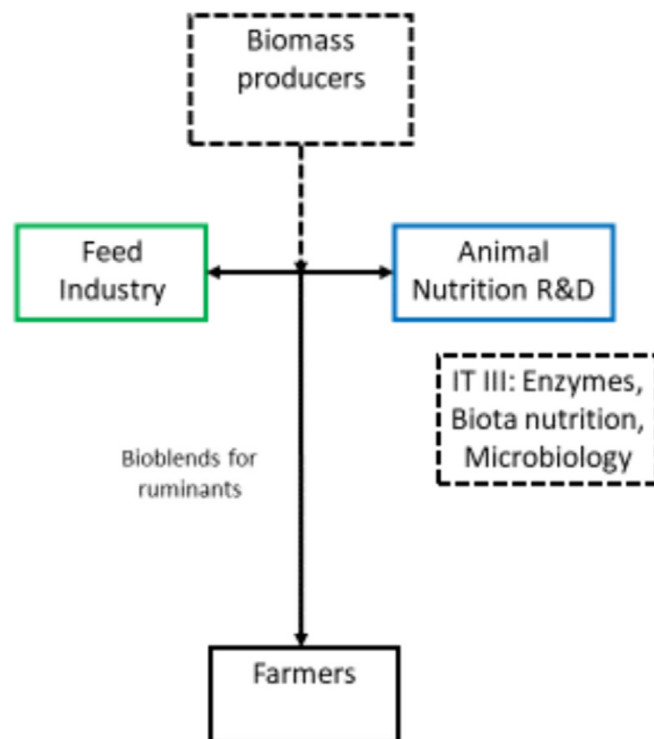 Biomass
producers
Feed
Industry
Animal
Nutrition R&D
IT III: Enzymes,
Biota nutrition,
Microbiology
Bioblends for
ruminants
Farmers